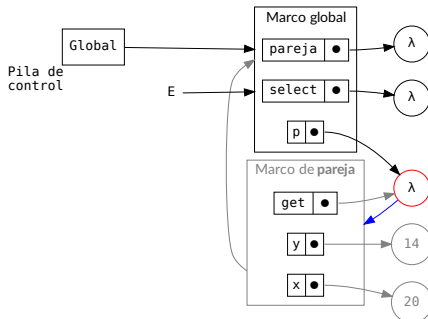 Marco global
Global
pareja
λ
Pila de
control
E
select
λ
p
Marco de pareja
λ
get
y
14
x
20